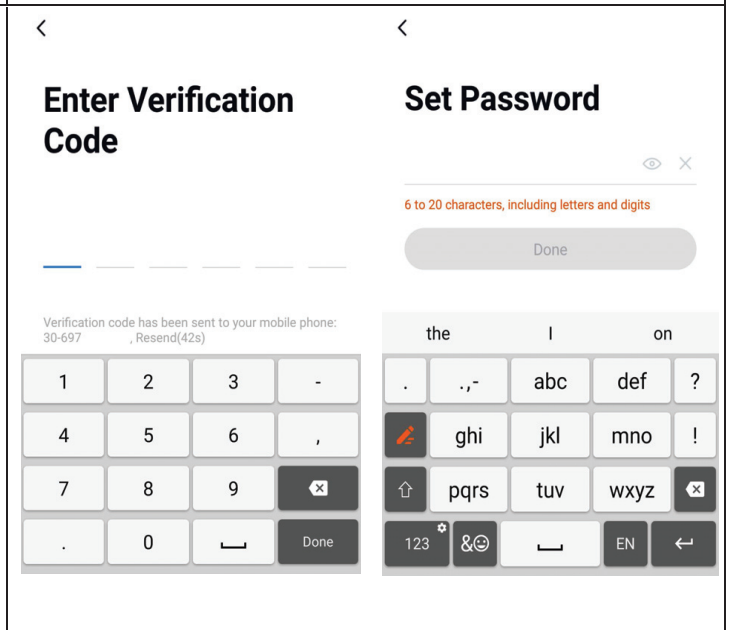 Enter Verification
Code
Verification code has been sent to your mobile phone:
30-697 , Resend(42s)
1 2 3 -
4 5 6 ,
7 8 9
. 0 Done
Set Password
6 to 20 characters, including letters and digits
Done
the I on
. .,- abc def ?
ghi jkl mno !
pqrs tuv wxyz
123 & EN